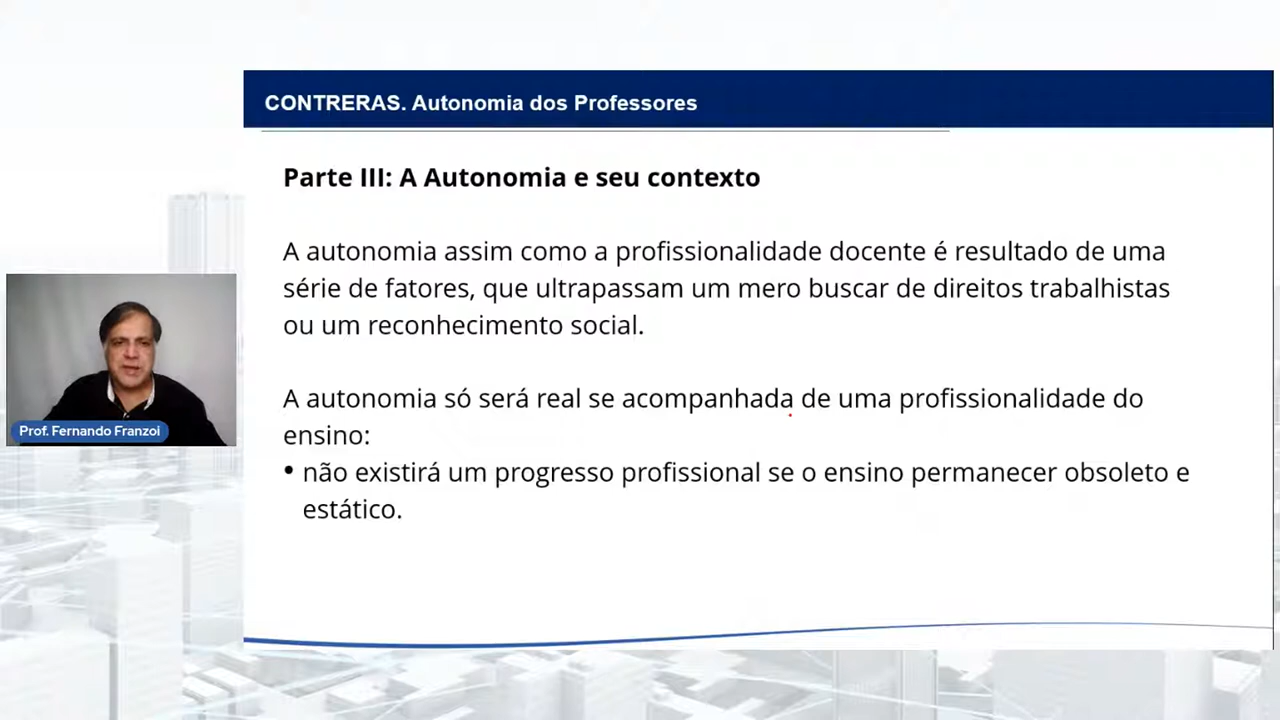 CONTRERAS. Autonomia dos Professores
Parte III: A Autonomia e seu contexto
A autonomia assim como a profissionalidade docente é resultado de uma
série de fatores, que ultrapassam um mero buscar de direitos trabalhistas
ou um reconhecimento social.
A autonomia só será real se acompanhada de uma profissionalidade do
ensino:
• não existirá um progresso profissional se o ensino permanecer obsoleto e
estático.
Prof. Fernando Franzoi